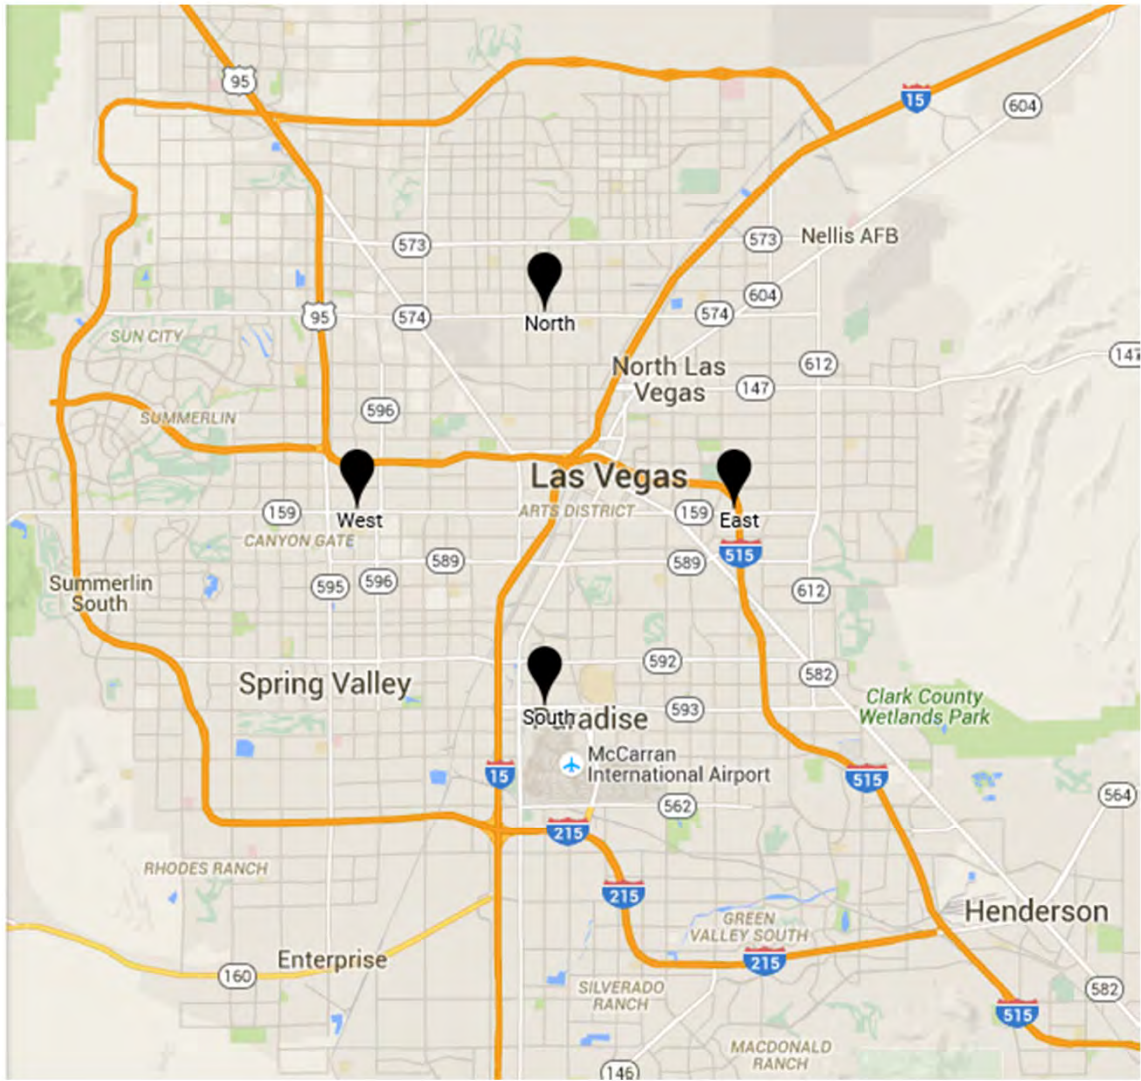 95
15
604
573
573
Nellis AFB
604
95
574
North
574
SUN CITY
612
147
North Las
Vegas
147
596
SUMMERLIN
Las Vegas
159
West
ARTS DISTRICT
159
East
CANYON GATE
515
589
589
595
596
612
Summerlin
South
592
582
Spring Valley
Clark County
Wetlands Park
593
South
Paradise
McCarran
International Airport
15
515
564
562
215
RHODES RANCH
215
Henderson
GREEN
VALLEY SOUTH
Enterprise
215
160
SILVERADO
RANCH
582
515
MACDONALD
RANCH
146